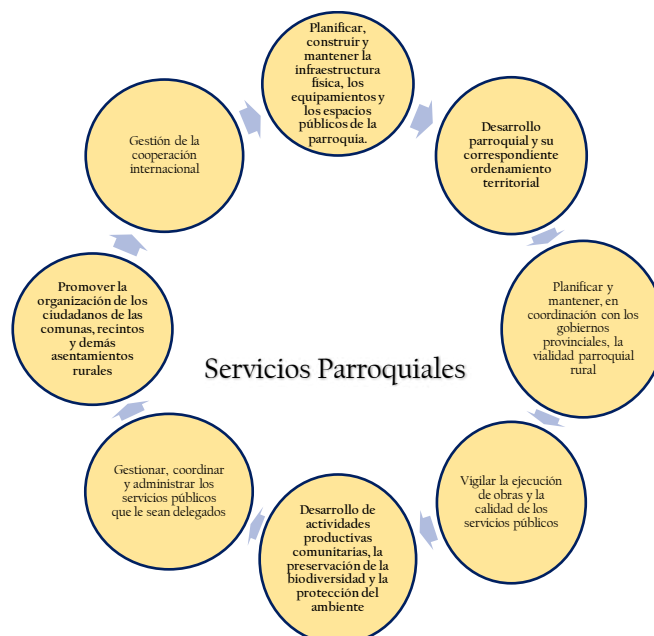 Planificar,
construir y
mantener la
infraestructura
física, los
equipamientos y
los espacios
públicos de la
parroquia.
Desarrollo
parroquial y su
correspondiente
ordenamiento
territorial
Planificar y
mantener, en
coordinación con los
gobiernos
provinciales, la
vialidad parroquial
rural
Vigilar la ejecución
de obras y la
calidad de los
servicios públicos
Desarrollo de
actividades
productivas
comunitarias, la
preservación de la
biodiversidad y la
protección del
ambiente
Gestionar, coordinar
y administrar los
servicios públicos
que le sean delegados
Promover la
organización de los
ciudadanos de las
comunas, recintos
y demás
asentamientos
rurales
Gestión de la
cooperación
internacional
Servicios Parroquiales